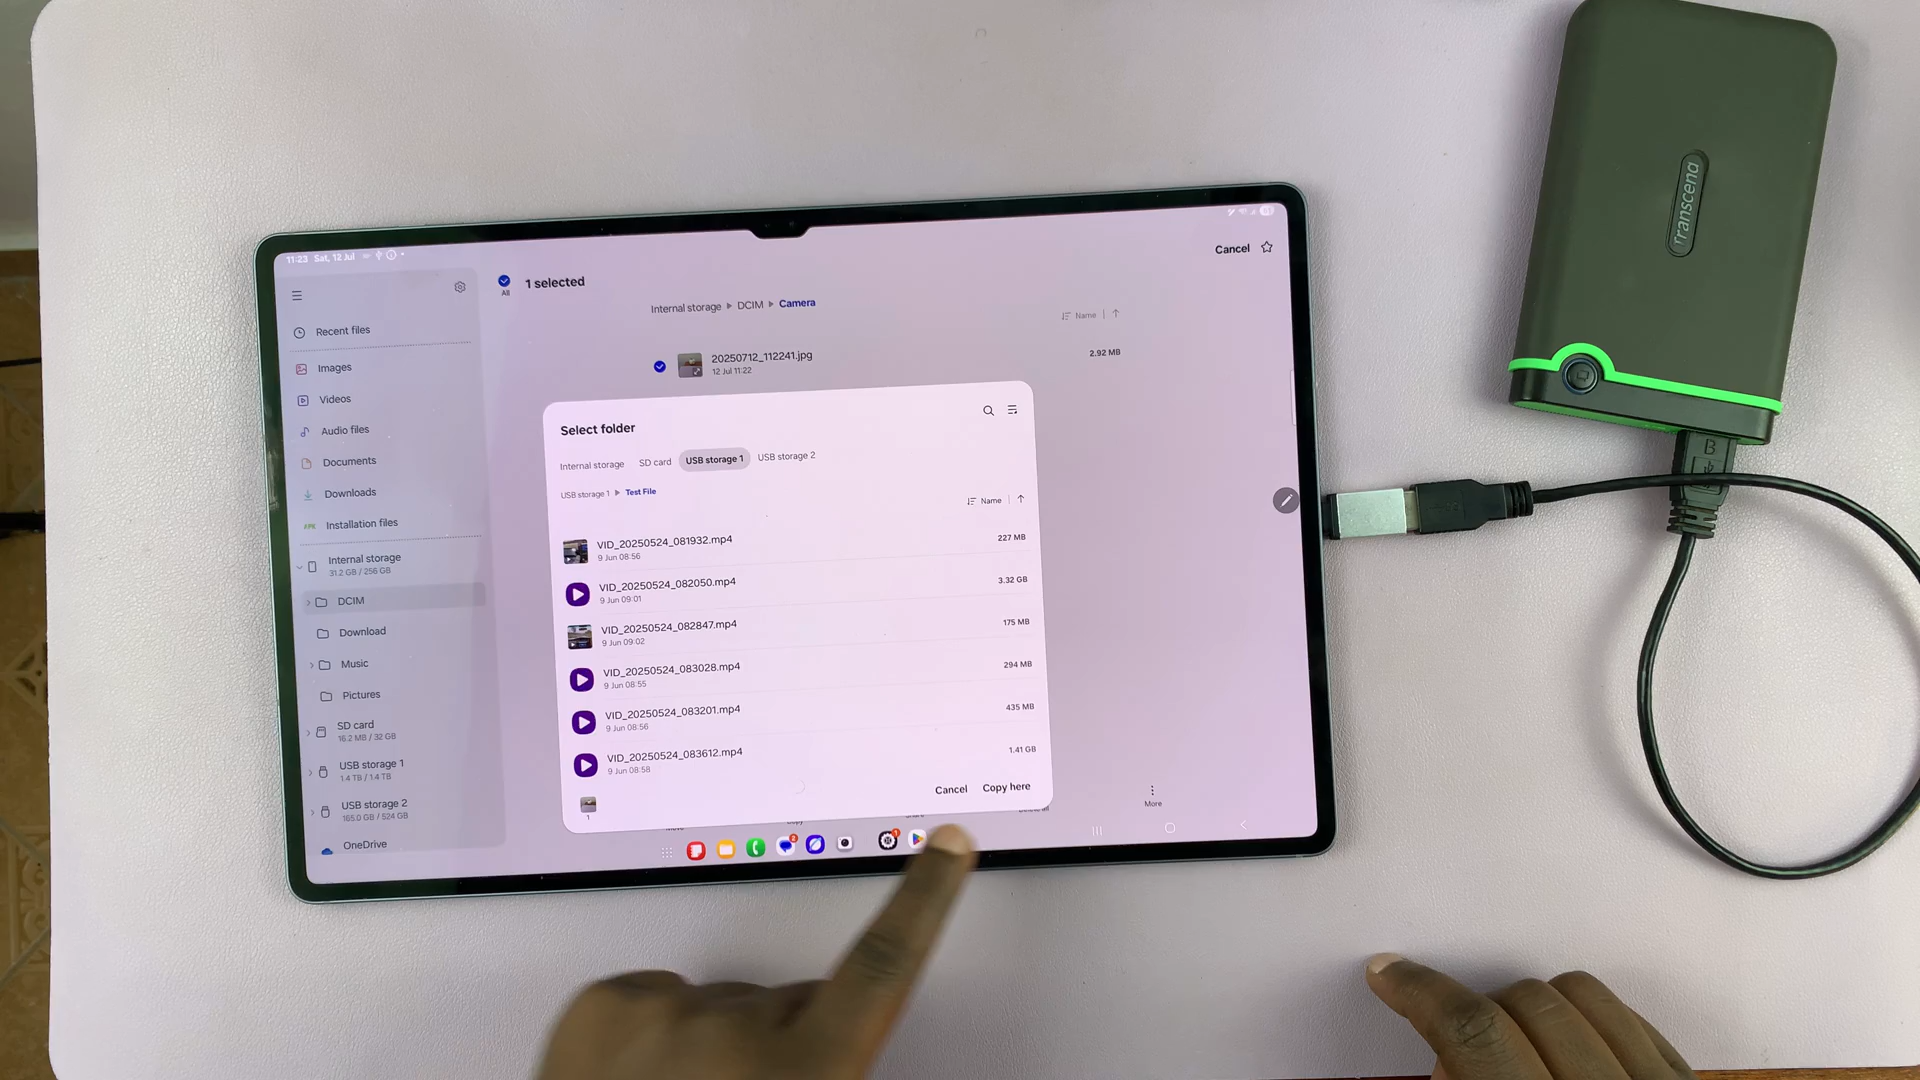 Transcend
B
11:23 Sat, 12 Jul
Cancel
All
1 selected
Internal storage
DCIM
Camera
Name
Recent files
Images
Videos
Audio files
Documents
Downloads
APK
Installation files
Internal storage
31.2 GB / 256 GB
DCIM
Download
Music
Pictures
SD card
16.2 MB / 32 GB
USB storage 1
1.4 TB / 1.4 TB
USB storage 2
165.0 GB / 524 GB
OneDrive
20250712_112241.jpg
12 Jul 11:22
2.92 MB
Select folder
Internal storage
SD card
USB storage 1
USB storage 2
USB storage 1
Test File
Name
VID_20250524_081932.mp4
9 Jun 08:56
227 MB
VID_20250524_082050.mp4
9 Jun 09:01
3.32 GB
VID_20250524_082847.mp4
9 Jun 09:02
175 MB
VID_20250524_083028.mp4
9 Jun 08:55
294 MB
VID_20250524_083201.mp4
9 Jun 08:56
435 MB
VID_20250524_083612.mp4
9 Jun 08:58
1.41 GB
1
Cancel
Copy here
More